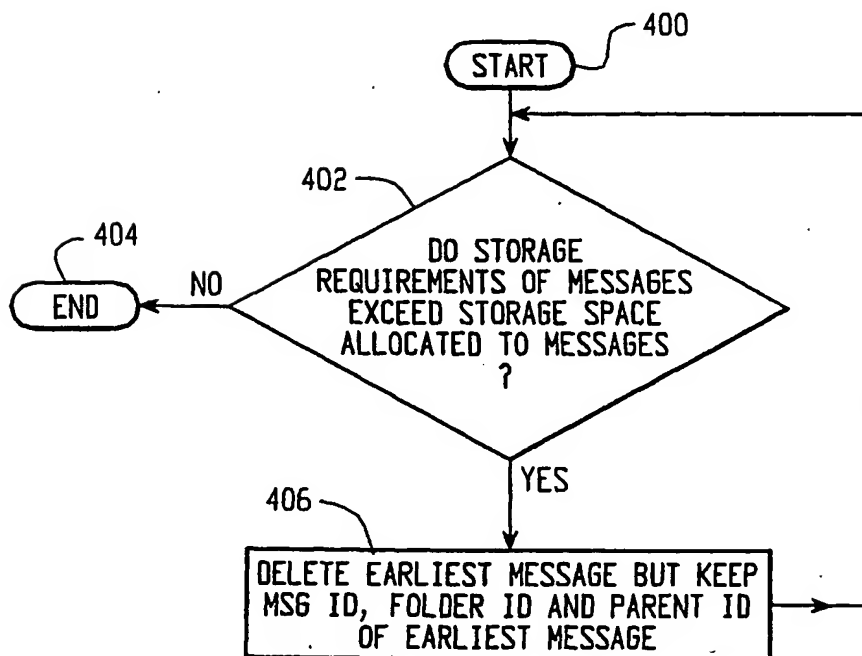 400
START
402
DO STORAGE
REQUIREMENTS OF MESSAGES
EXCEED STORAGE SPACE
ALLOCATED TO MESSAGES
?
404
END
NO
YES
406
DELETE EARLIEST MESSAGE BUT KEEP
MSG ID, FOLDER ID AND PARENT ID
OF EARLIEST MESSAGE